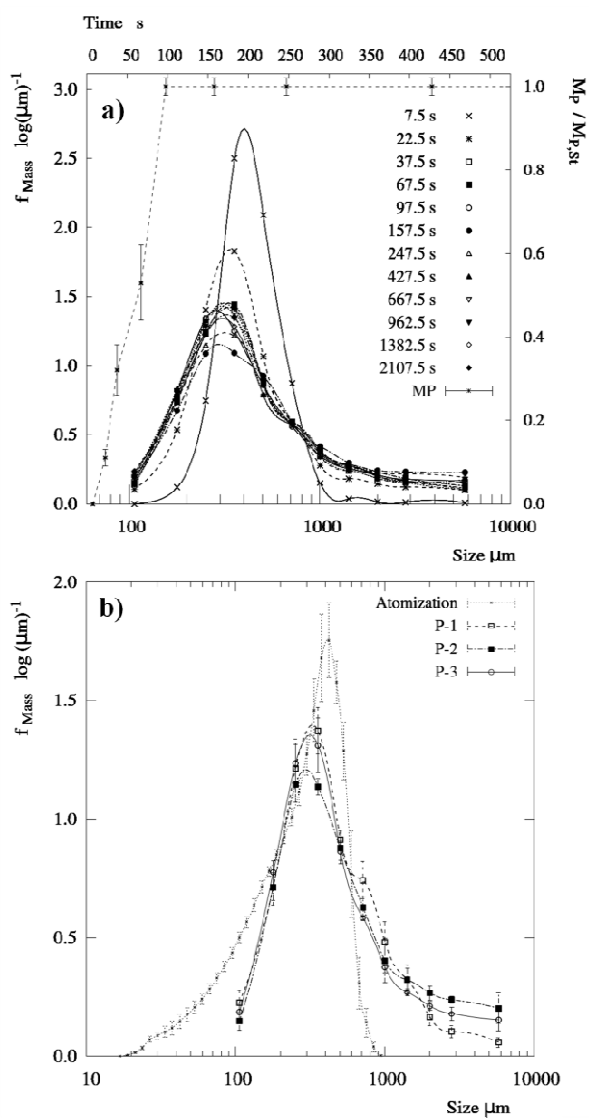 Time s
0 50 100 150 200 250 300 350 400 450 500
a)
f Mass log(μm)-1
3.0
2.5
2.0
1.5
1.0
0.5
0.0
1.0
0.8
0.6
0.4
0.2
0.0
MP / MP,St
7.5 s
22.5 s
37.5 s
67.5 s
97.5 s
157.5 s
247.5 s
427.5 s
667.5 s
962.5 s
1382.5 s
2107.5 s
MP
100 1000 10000
Size μm
b)
f Mass log (μm)-1
2.0
1.5
1.0
0.5
0.0
Atomization
P-1
P-2
P-3
10 100 1000 10000
Size μm